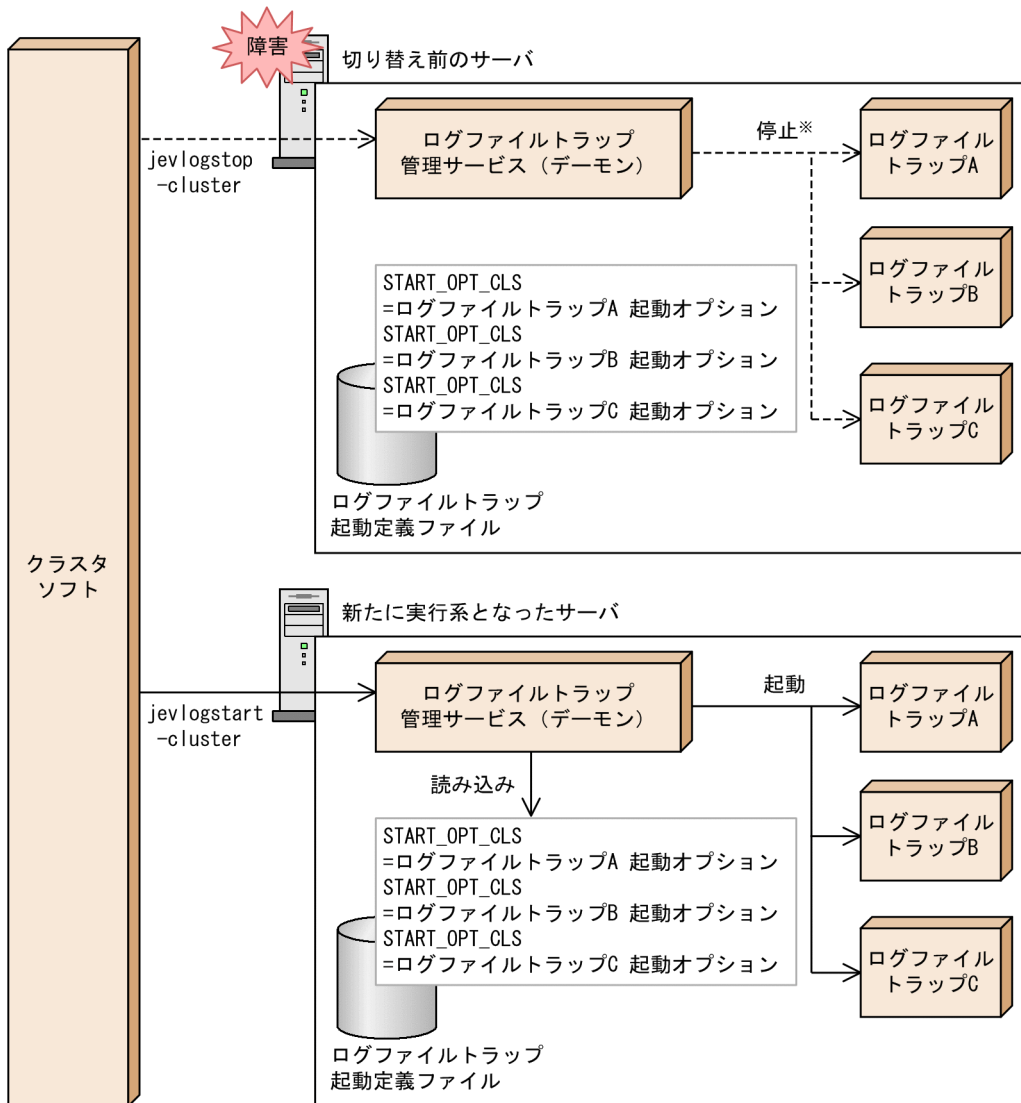 障害
切り替え前のサーバ
jevlogstop
-cluster
ログファイルトラップ
管理サービス（デーモン）
停止※
ログファイル
トラップA
ログファイル
トラップB
ログファイル
トラップC
START_OPT_CLS
=ログファイルトラップA 起動オプション
START_OPT_CLS
=ログファイルトラップB 起動オプション
START_OPT_CLS
=ログファイルトラップC 起動オプション
ログファイルトラップ
起動定義ファイル
クラスタ
ソフト
新たに実行系となったサーバ
jevlogstart
-cluster
ログファイルトラップ
管理サービス（デーモン）
起動
ログファイル
トラップA
ログファイル
トラップB
ログファイル
トラップC
読み込み
START_OPT_CLS
=ログファイルトラップA 起動オプション
START_OPT_CLS
=ログファイルトラップB 起動オプション
START_OPT_CLS
=ログファイルトラップC 起動オプション
ログファイルトラップ
起動定義ファイル